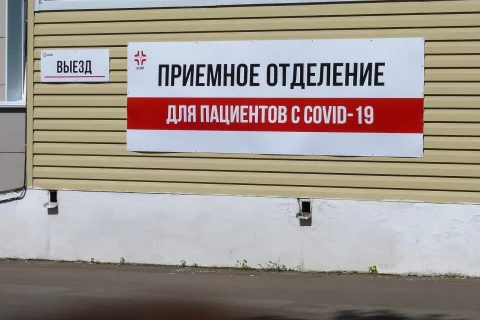 ВЫЕЗД
ПРИЕМНОЕ ОТДЕЛЕНИЕ
ДЛЯ ПАЦИЕНТОВ С COVID-19